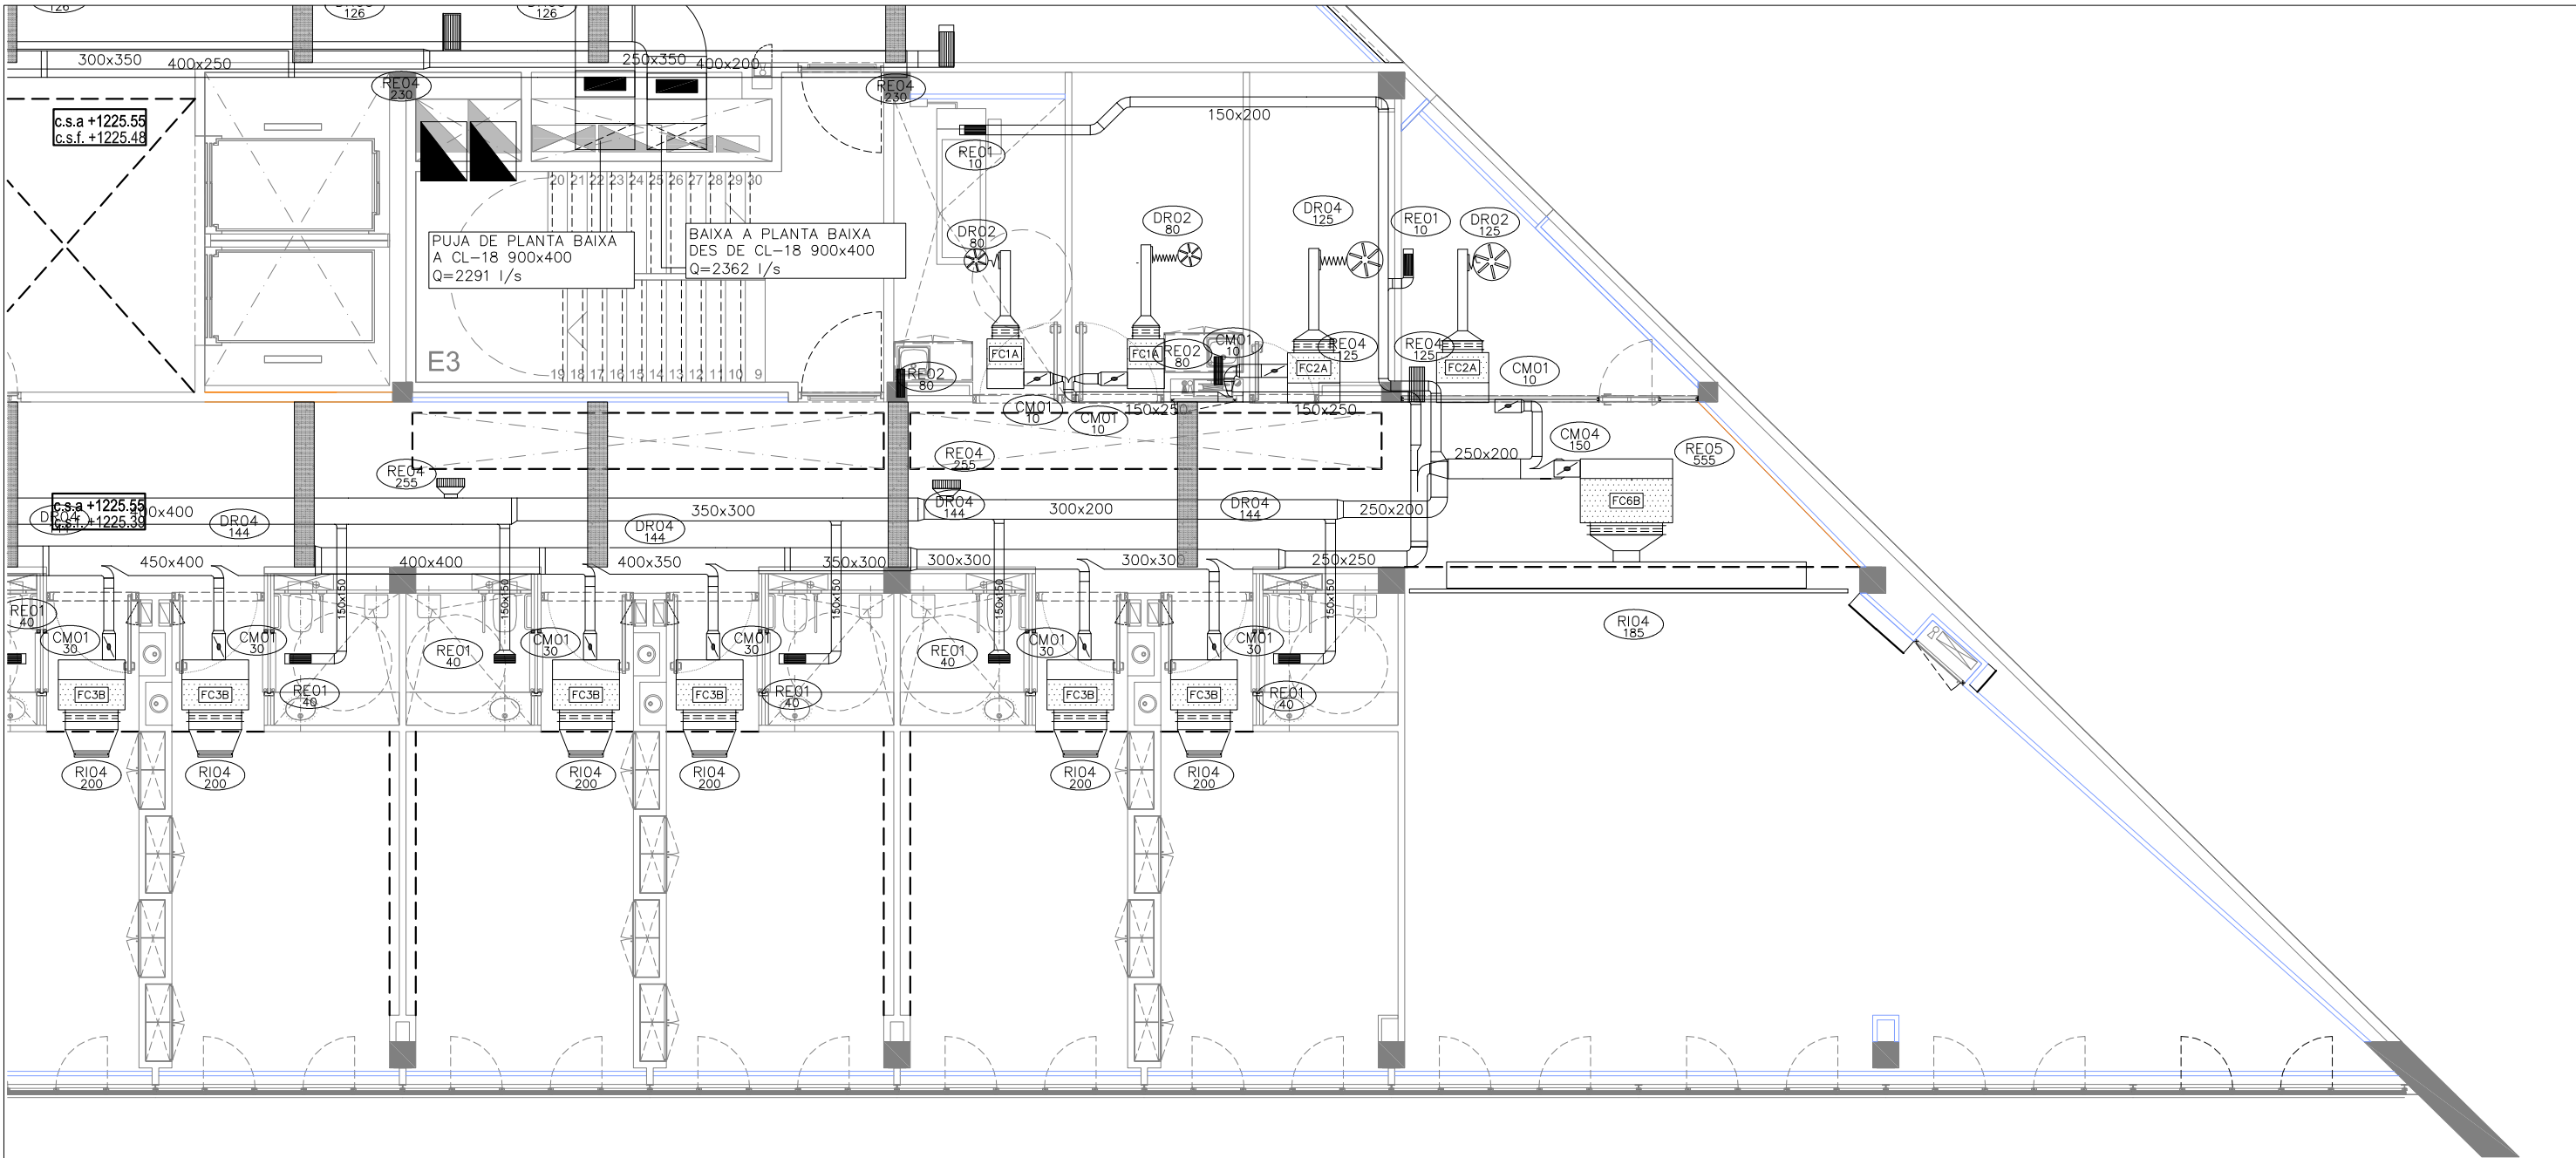 126
126
300x350
400x250
250x350
400x200
RE04
230
RE04
230
c.s.a +1225.55
c.s.f. +1225.48
150x200
RE01
10
20 21 22 23 24 25 26 27 28 29 30
PUJA DE PLANTA BAIXA
A CL-18 900x400
Q=2291 l/s
BAIXA A PLANTA BAIXA
DES DE CL-18 900x400
Q=2362 l/s
DR02
80
DR02
80
DR04
125
RE01
10
DR02
125
E3
19 18 17 16 15 14 13 12 11 10 9
FC1A
FC1A
RE02
80
CM01
10
RE04
125
RE04
125
FC2A
FC2A
CM01
10
RE02
80
CM01
10
CM01
10
150x250
150x250
RE04
255
RE04
255
250x200
CM04
150
RE05
555
FC6B
c.s.a +1225.55
c.s.f. +1225.39
DR04
144
DR04
144
350x300
DR04
144
300x200
DR04
144
250x200
450x400
400x400
400x350
350x300
300x300
300x300
250x250
150x150
150x150
150x150
150x150
150x150
RE01
40
CM01
30
CM01
30
RE01
40
CM01
30
CM01
30
RE01
40
CM01
30
CM01
30
RI04
185
FC3B
FC3B
RE01
40
FC3B
FC3B
RE01
40
FC3B
FC3B
RE01
40
RI04
200
RI04
200
RI04
200
RI04
200
RI04
200
RI04
200